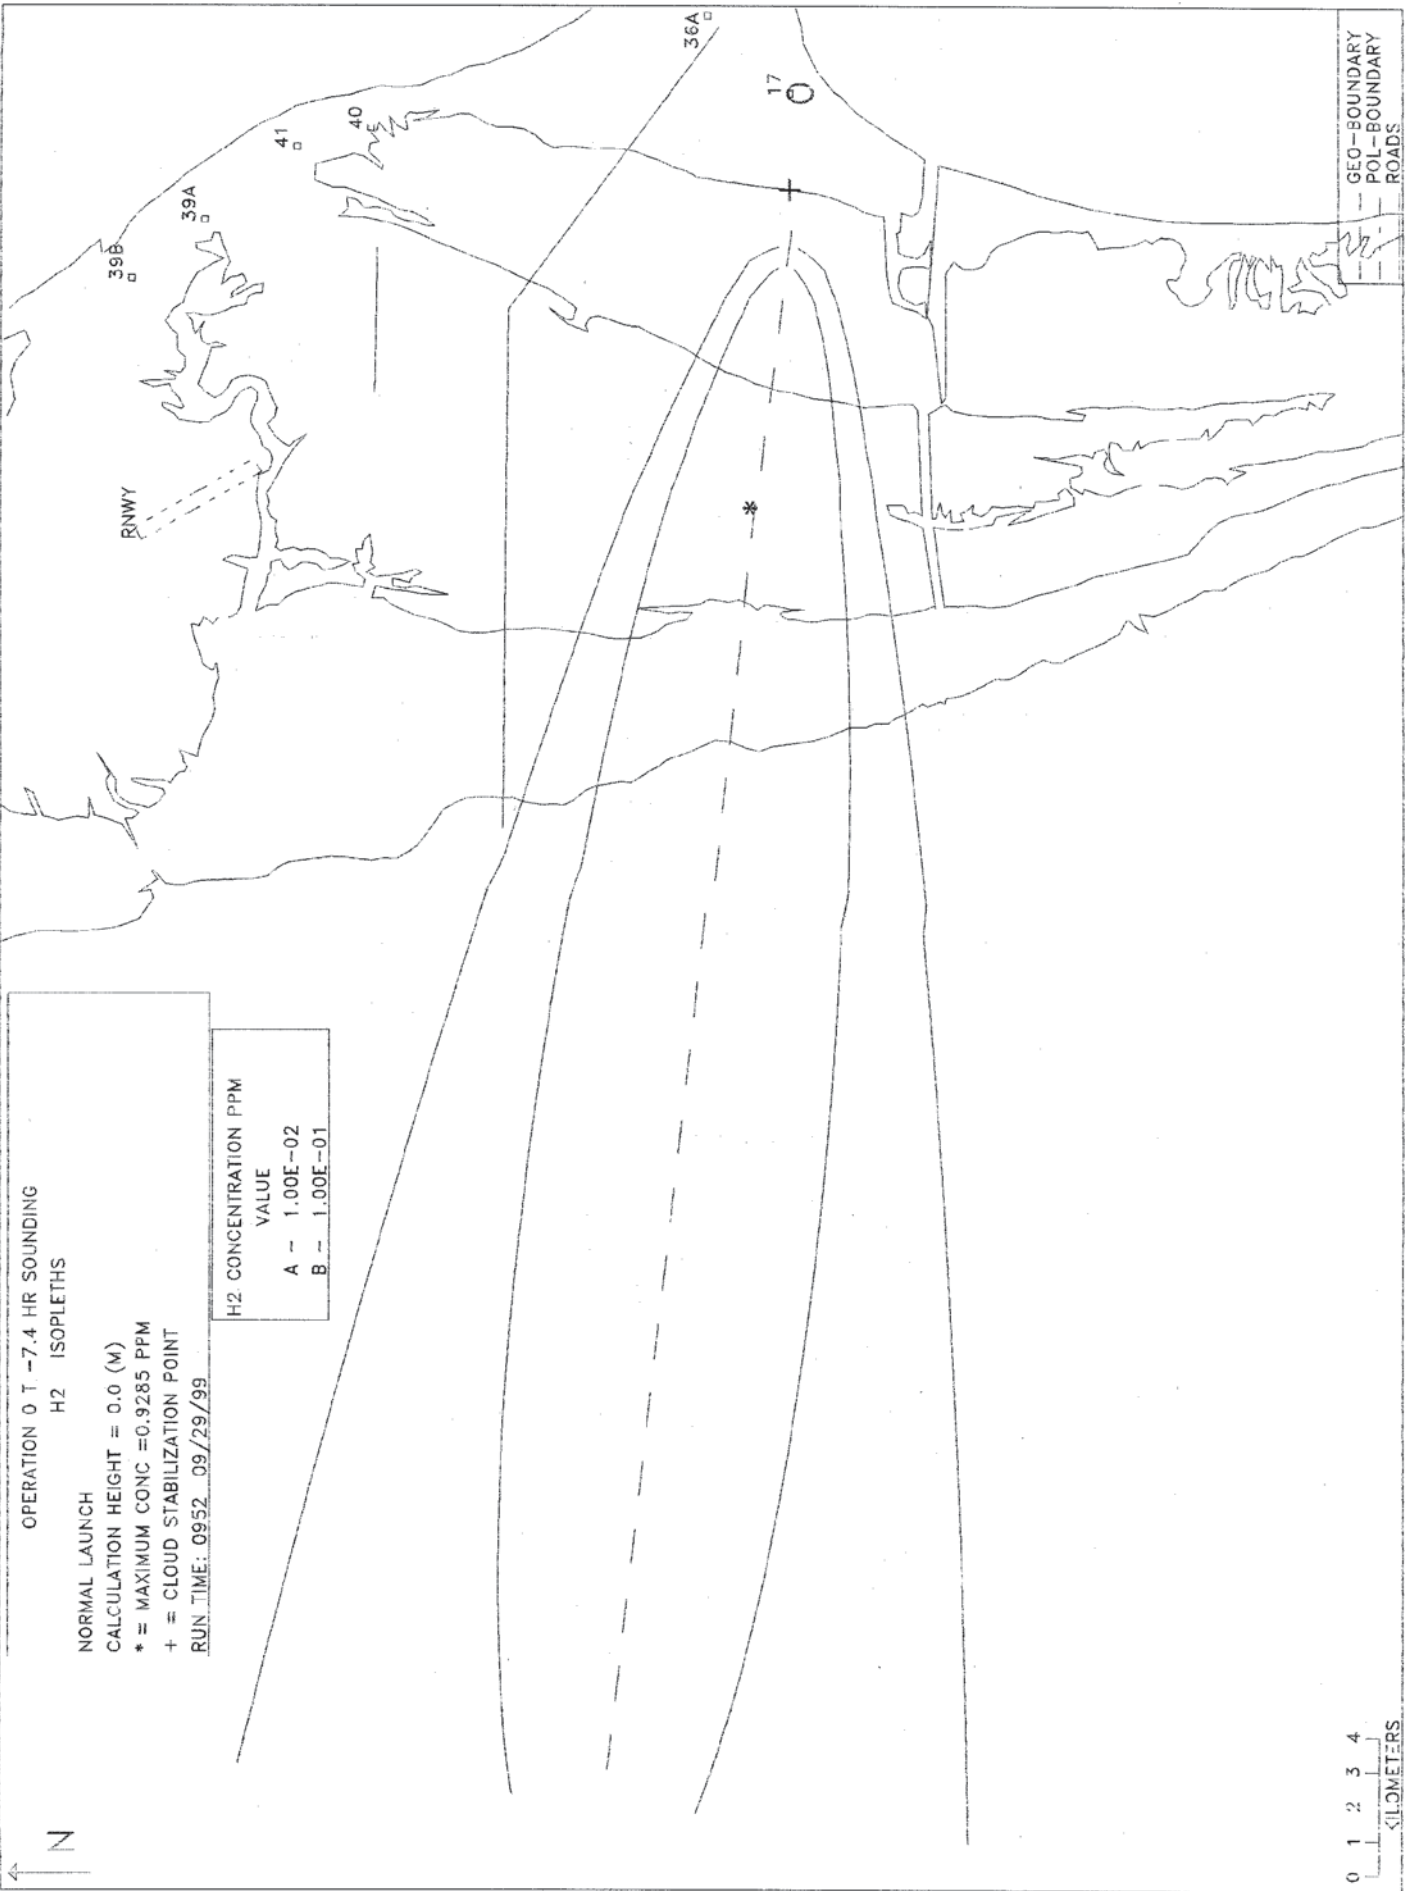 OPERATION 0 T -7.4 HR SOUNDING
H2 ISOPLETHS
NORMAL LAUNCH
CALCULATION HEIGHT = 0.0 (M)
* = MAXIMUM CONC =0.9285 PPM
+ = CLOUD STABILIZATION POINT
RUN TIME: 0952 09/29/99
H2 CONCENTRATION PPM
VALUE
A - 1.00E-02
B - 1.00E-01
N
RNWY
39B
39A
41
40
36A
17
0 1 2 3 4
KILOMETERS
GEO-BOUNDARY
POL-BOUNDARY
ROADS